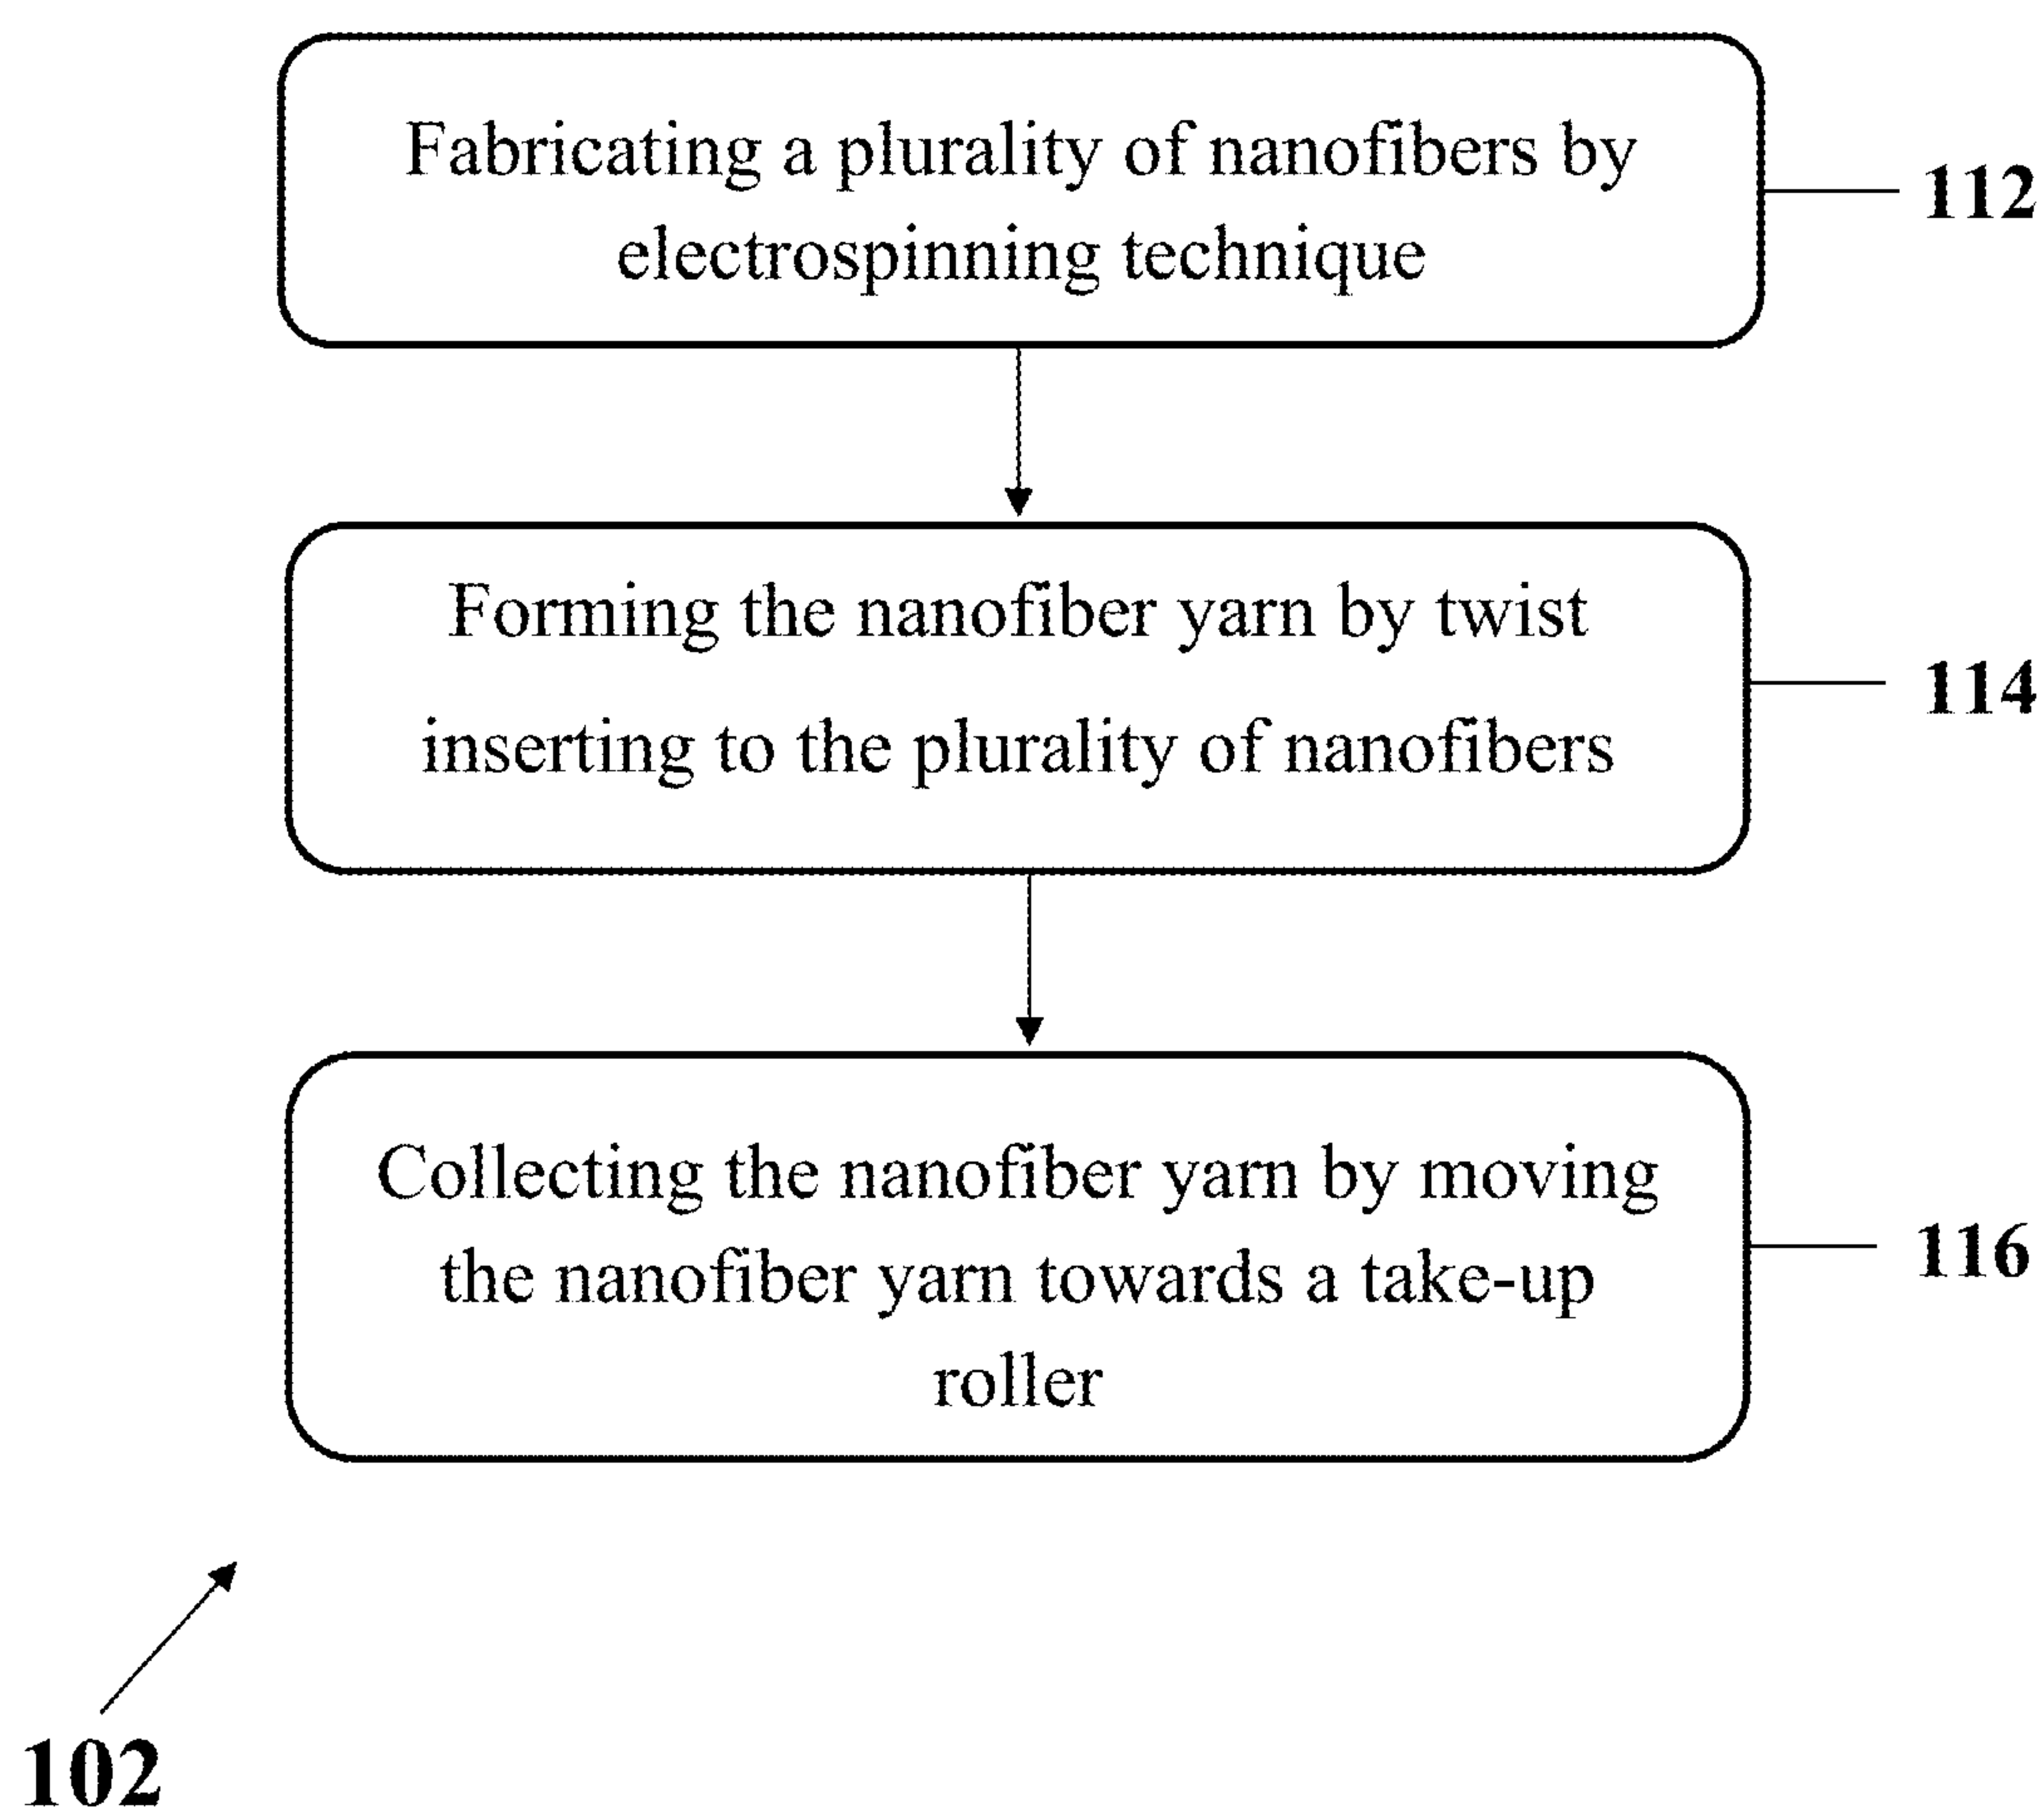 Fabricating a plurality of nanofibers by
electrospinning technique
112
Forming the nanofiber yarn by twist
inserting to the plurality of nanofibers
114
Collecting the nanofiber yarn by moving
the nanofiber yarn towards a take-up
roller
116
102